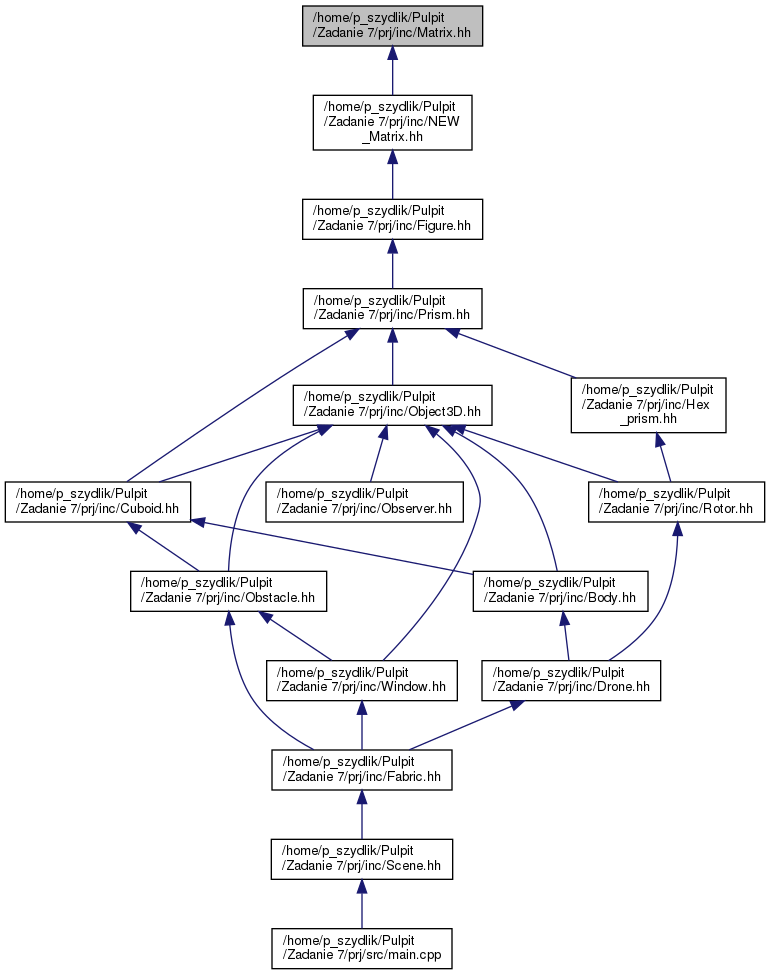 /home/p_szydlik/Pulpit
/Zadanie 7/prj/inc/Matrix.hh
/home/p_szydlik/Pulpit
/Zadanie 7/prj/inc/NEW
_Matrix.hh
/home/p_szydlik/Pulpit
/Zadanie 7/prj/inc/Figure.hh
/home/p_szydlik/Pulpit
/Zadanie 7/prj/inc/Prism.hh
/home/p_szydlik/Pulpit
/Zadanie 7/prj/inc/Object3D.hh
/home/p_szydlik/Pulpit
/Zadanie 7/prj/inc/Hex
_prism.hh
/home/p_szydlik/Pulpit
/Zadanie 7/prj/inc/Cuboid.hh
/home/p_szydlik/Pulpit
/Zadanie 7/prj/inc/Observer.hh
/home/p_szydlik/Pulpit
/Zadanie 7/prj/inc/Rotor.hh
/home/p_szydlik/Pulpit
/Zadanie 7/prj/inc/Obstacle.hh
/home/p_szydlik/Pulpit
/Zadanie 7/prj/inc/Body.hh
/home/p_szydlik/Pulpit
/Zadanie 7/prj/inc/Window.hh
/home/p_szydlik/Pulpit
/Zadanie 7/prj/inc/Drone.hh
/home/p_szydlik/Pulpit
/Zadanie 7/prj/inc/Fabric.hh
/home/p_szydlik/Pulpit
/Zadanie 7/prj/inc/Scene.hh
/home/p_szydlik/Pulpit
/Zadanie 7/prj/src/main.cpp